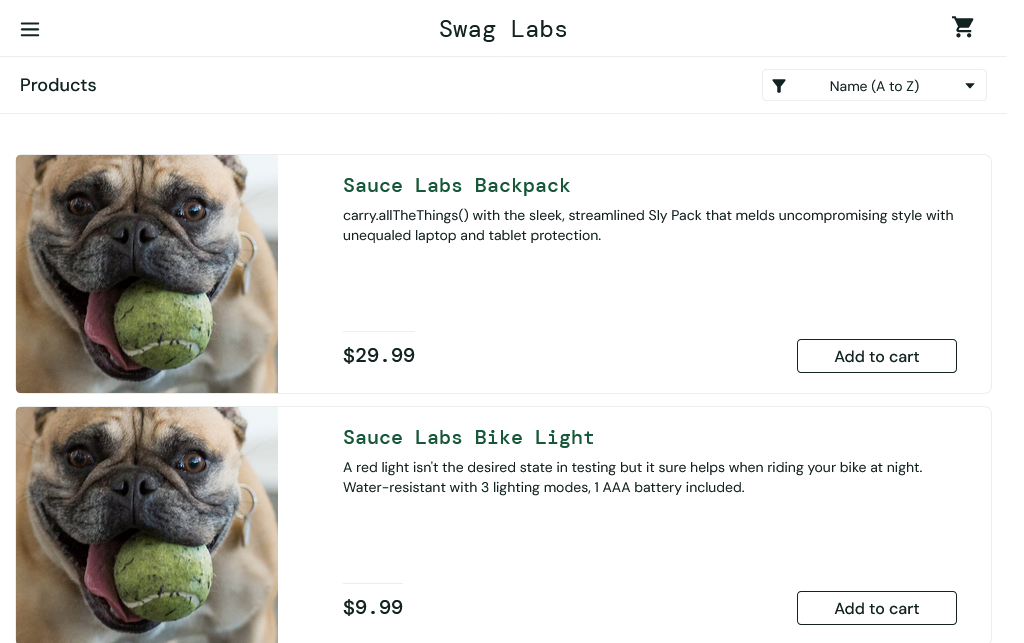 Swag Labs
Products
Name (A to Z)
Sauce Labs Backpack
carry.allTheThings() with the sleek, streamlined Sly Pack that melds uncompromising style with
unequaled laptop and tablet protection.
$29.99
Add to cart
Sauce Labs Bike Light
A red light isn't the desired state in testing but it sure helps when riding your bike at night.
Water-resistant with 3 lighting modes, 1 AAA battery included.
$9.99
Add to cart